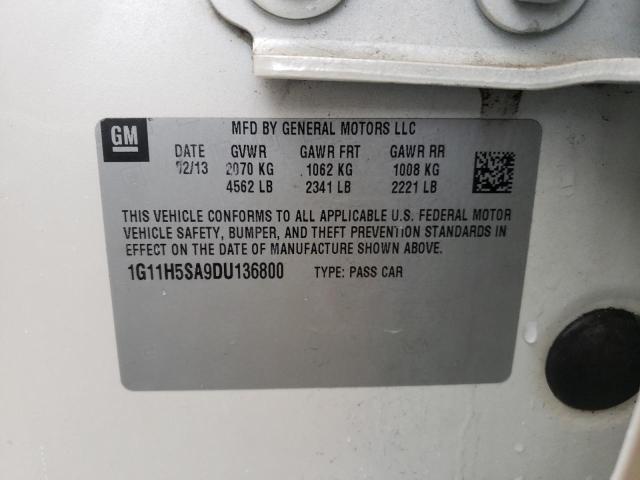 GM
MFD BY GENERAL MOTORS LLC
DATE GVWR GAWR FRT GAWR RR
2070 KG 1062 KG 1008 KG
4562 LB 2341 LB 2221 LB
THIS VEHICLE CONFORMS TO ALL APPLICABLE U.S. FEDERAL MOTOR
VEHICLE SAFETY, BUMPER, AND THEFT PREVENTION STANDARDS IN
EFFECT ON THE DATE OF MANUFACTURE SHOWN ABOVE.
1G11H5SA9DU136800 TYPE: PASS CAR